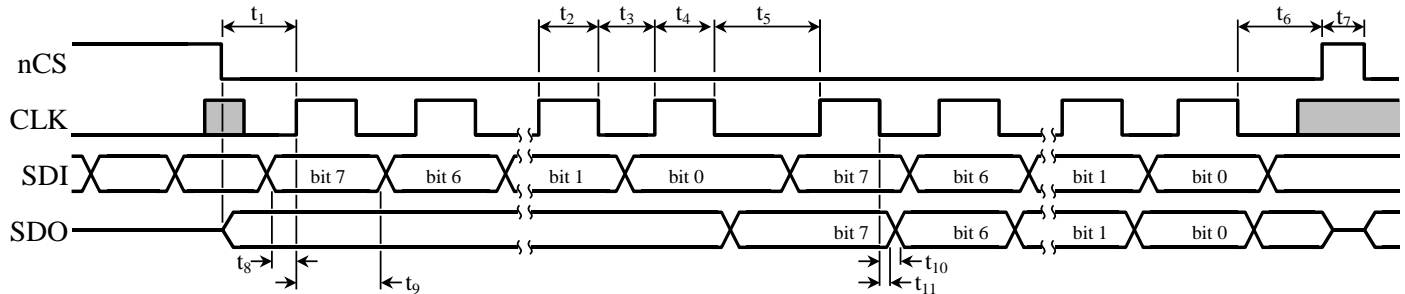 t1 t2 t3 t4 t5 t6 t7
nCS
CLK
SDI bit 7 bit 6 bit 1 bit 0 bit 7 bit 6 bit 1 bit 0
SDO bit 7 bit 6 bit 1 bit 0
t8 t9 t10 t11